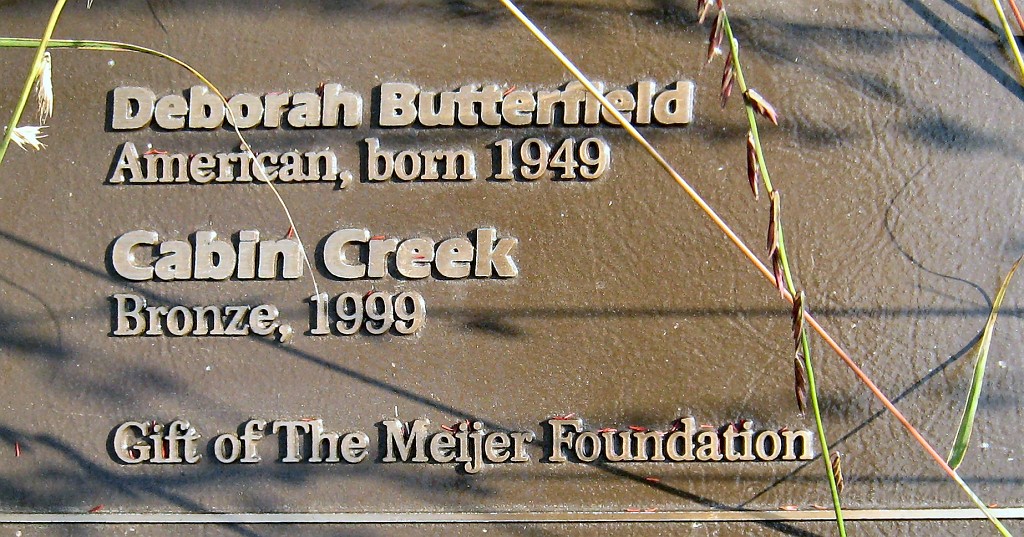 Deborah Butterfield
American, born 1949
Cabin Creek
Bronze, 1999
Gift of The Meijer Foundation